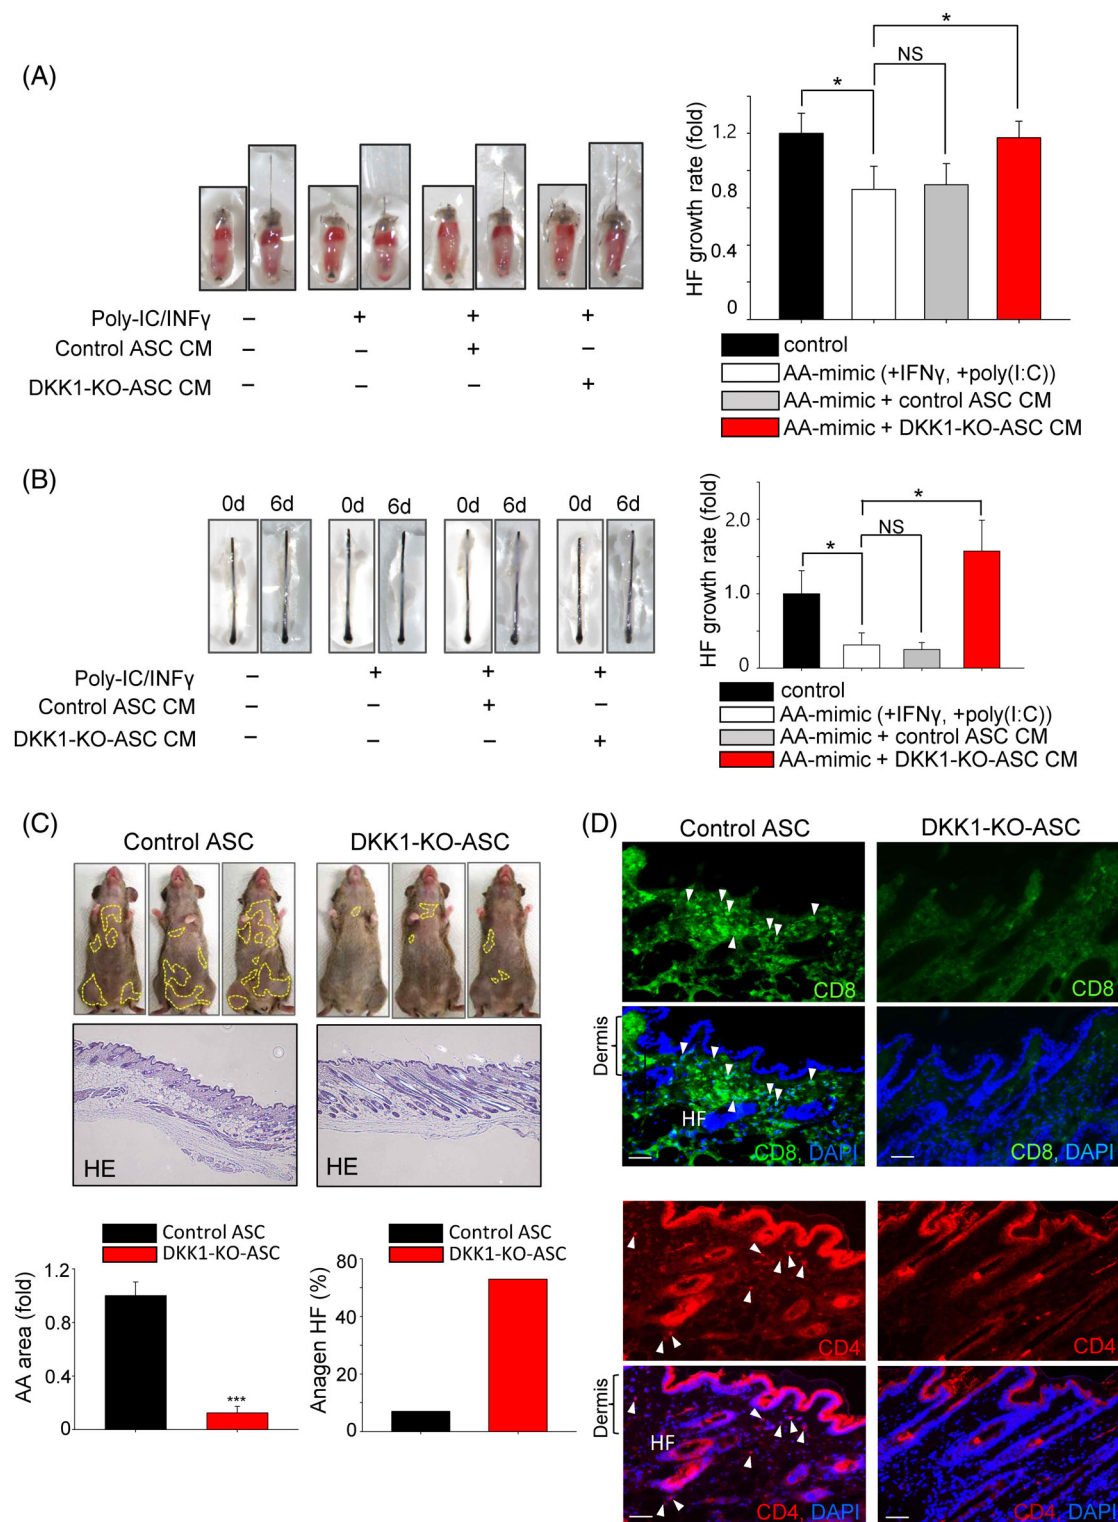 (A)
Poly-IC/INFγ – + + +
Control ASC CM – – + –
DKK1-KO-ASC CM – – – +
*
NS
*
HF growth rate (fold)
1.2
0.8
0.4
0
control
AA-mimic (+IFNγ, +poly(I:C))
AA-mimic + control ASC CM
AA-mimic + DKK1-KO-ASC CM
(B)
0d 6d 0d 6d 0d 6d 0d 6d
Poly-IC/INFγ – + + +
Control ASC CM – – + –
DKK1-KO-ASC CM – – – +
*
NS
*
HF growth rate (fold)
2.0
1.0
0
control
AA-mimic (+IFNγ, +poly(I:C))
AA-mimic + control ASC CM
AA-mimic + DKK1-KO-ASC CM
(C)
Control ASC DKK1-KO-ASC
HE HE
Control ASC
DKK1-KO-ASC
AA area (fold)
1.2
0.8
0.4
0
***
Control ASC
DKK1-KO-ASC
Anagen HF (%)
80
60
40
20
0
(D)
Control ASC DKK1-KO-ASC
CD8 CD8
Dermis
HF
CD8, DAPI CD8, DAPI
CD4 CD4
Dermis
HF
CD4, DAPI CD4, DAPI